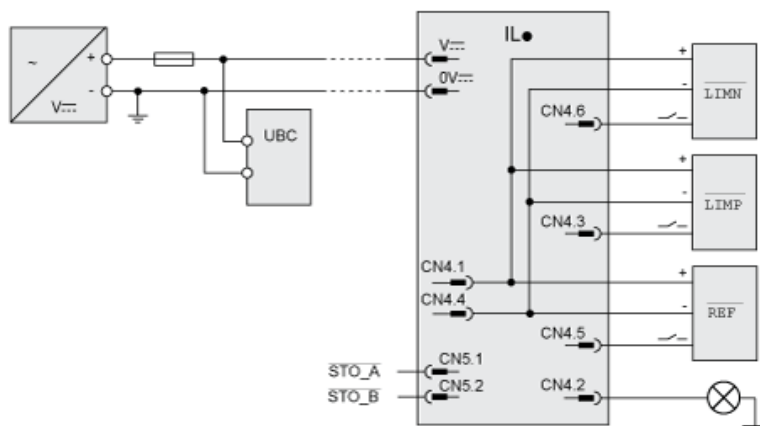 IL●
~
+
-
V⎓
V⎓
0V⎓
UBC
+
-
LIMN
CN4.6
+
-
LIMP
CN4.3
CN4.1
+
CN4.4
-
REF
CN4.5
STO_A
CN5.1
STO_B
CN5.2
CN4.2